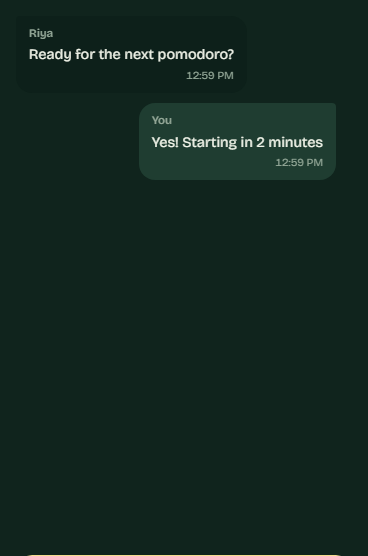 Riya
Ready for the next pomodoro?
12:59 PM
You
Yes! Starting in 2 minutes
12:59 PM